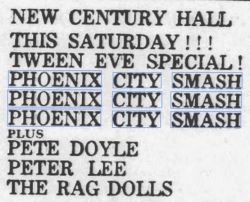 NEW CENTURY HALL
THIS SATURDAY !!!
TWEEN EVE SPECIAL!
PHOENIX CITY SMASH
PHOENIX CITY SMASH
PHOENIX CITY SMASH
PLUS
PETE DOYLE
PETER LEE
THE RAG DOLLS